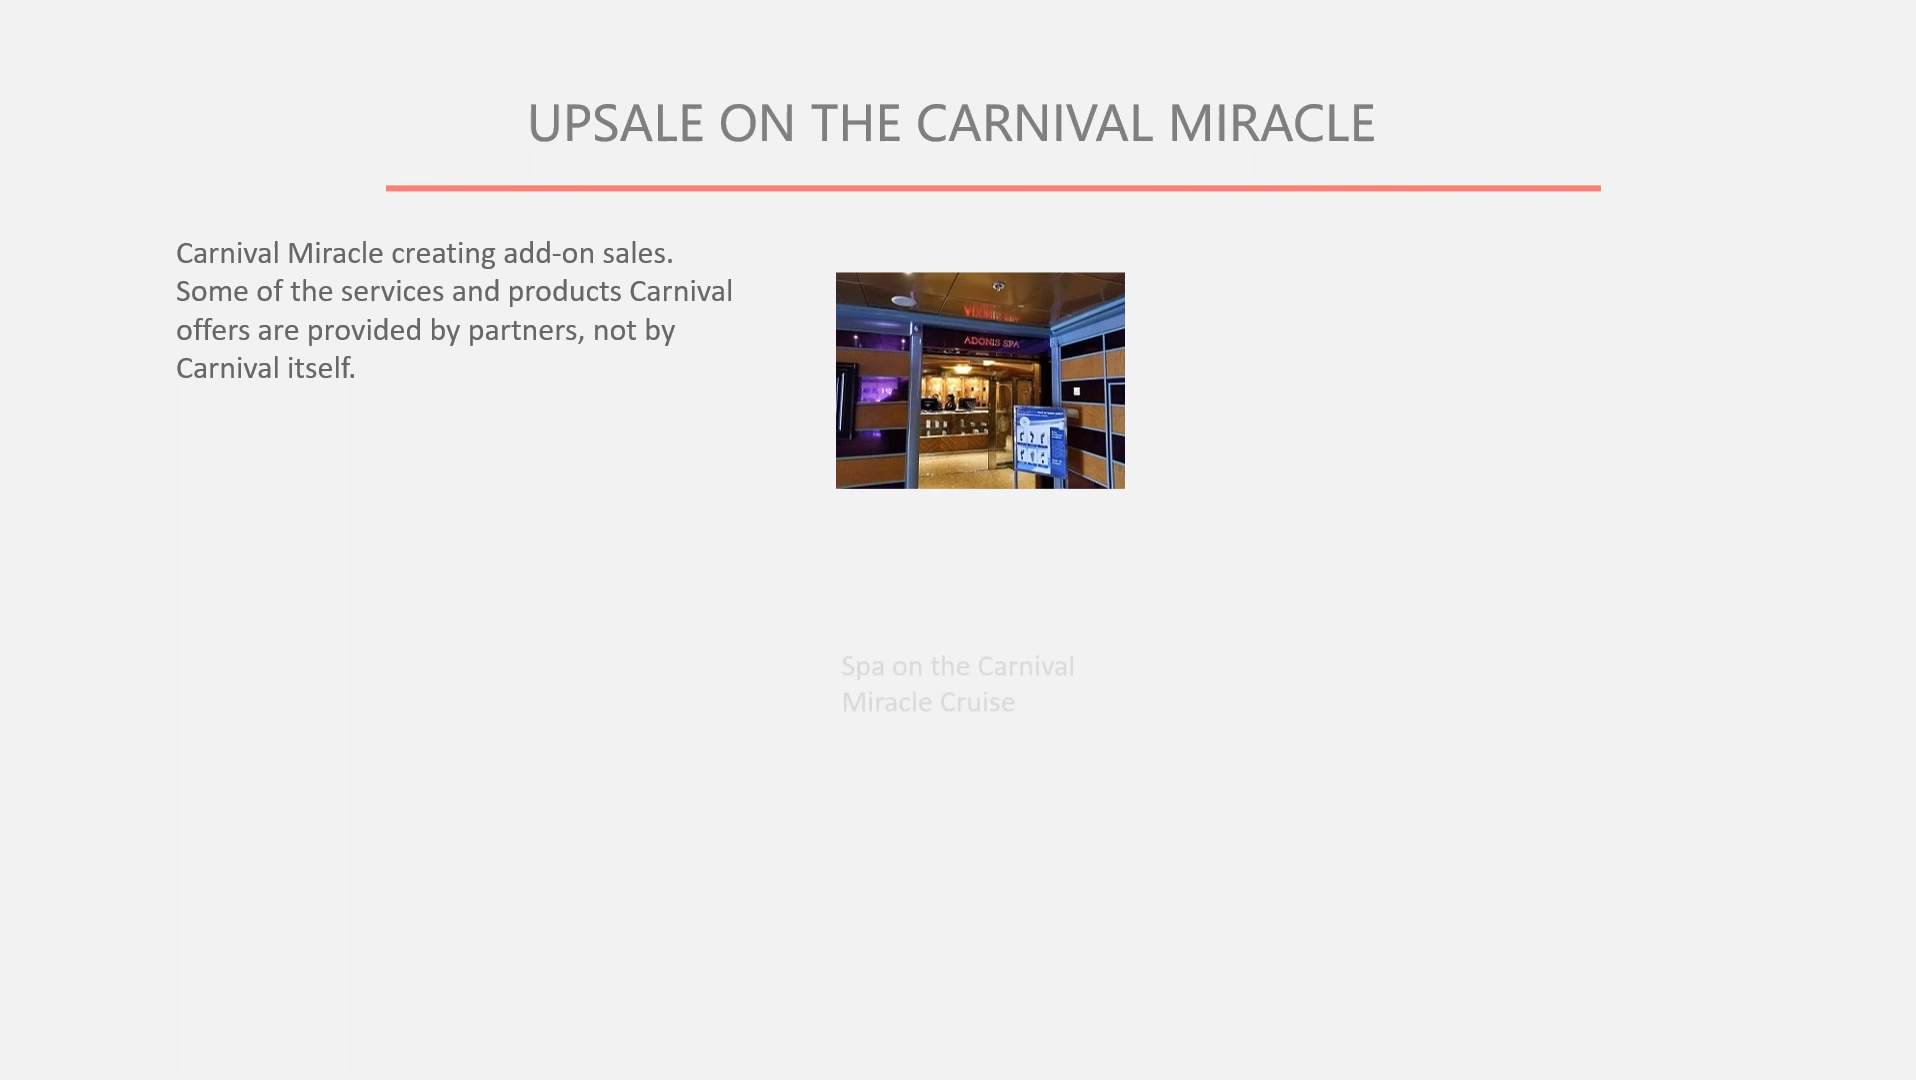 UPSALE ON THE CARNIVAL MIRACLE
Carnival Miracle creating add-on sales.
Some of the services and products Carnival
offers are provided by partners, not by
Carnival itself.
ADONIS SPA
Spa on the Carnival
Miracle Cruise